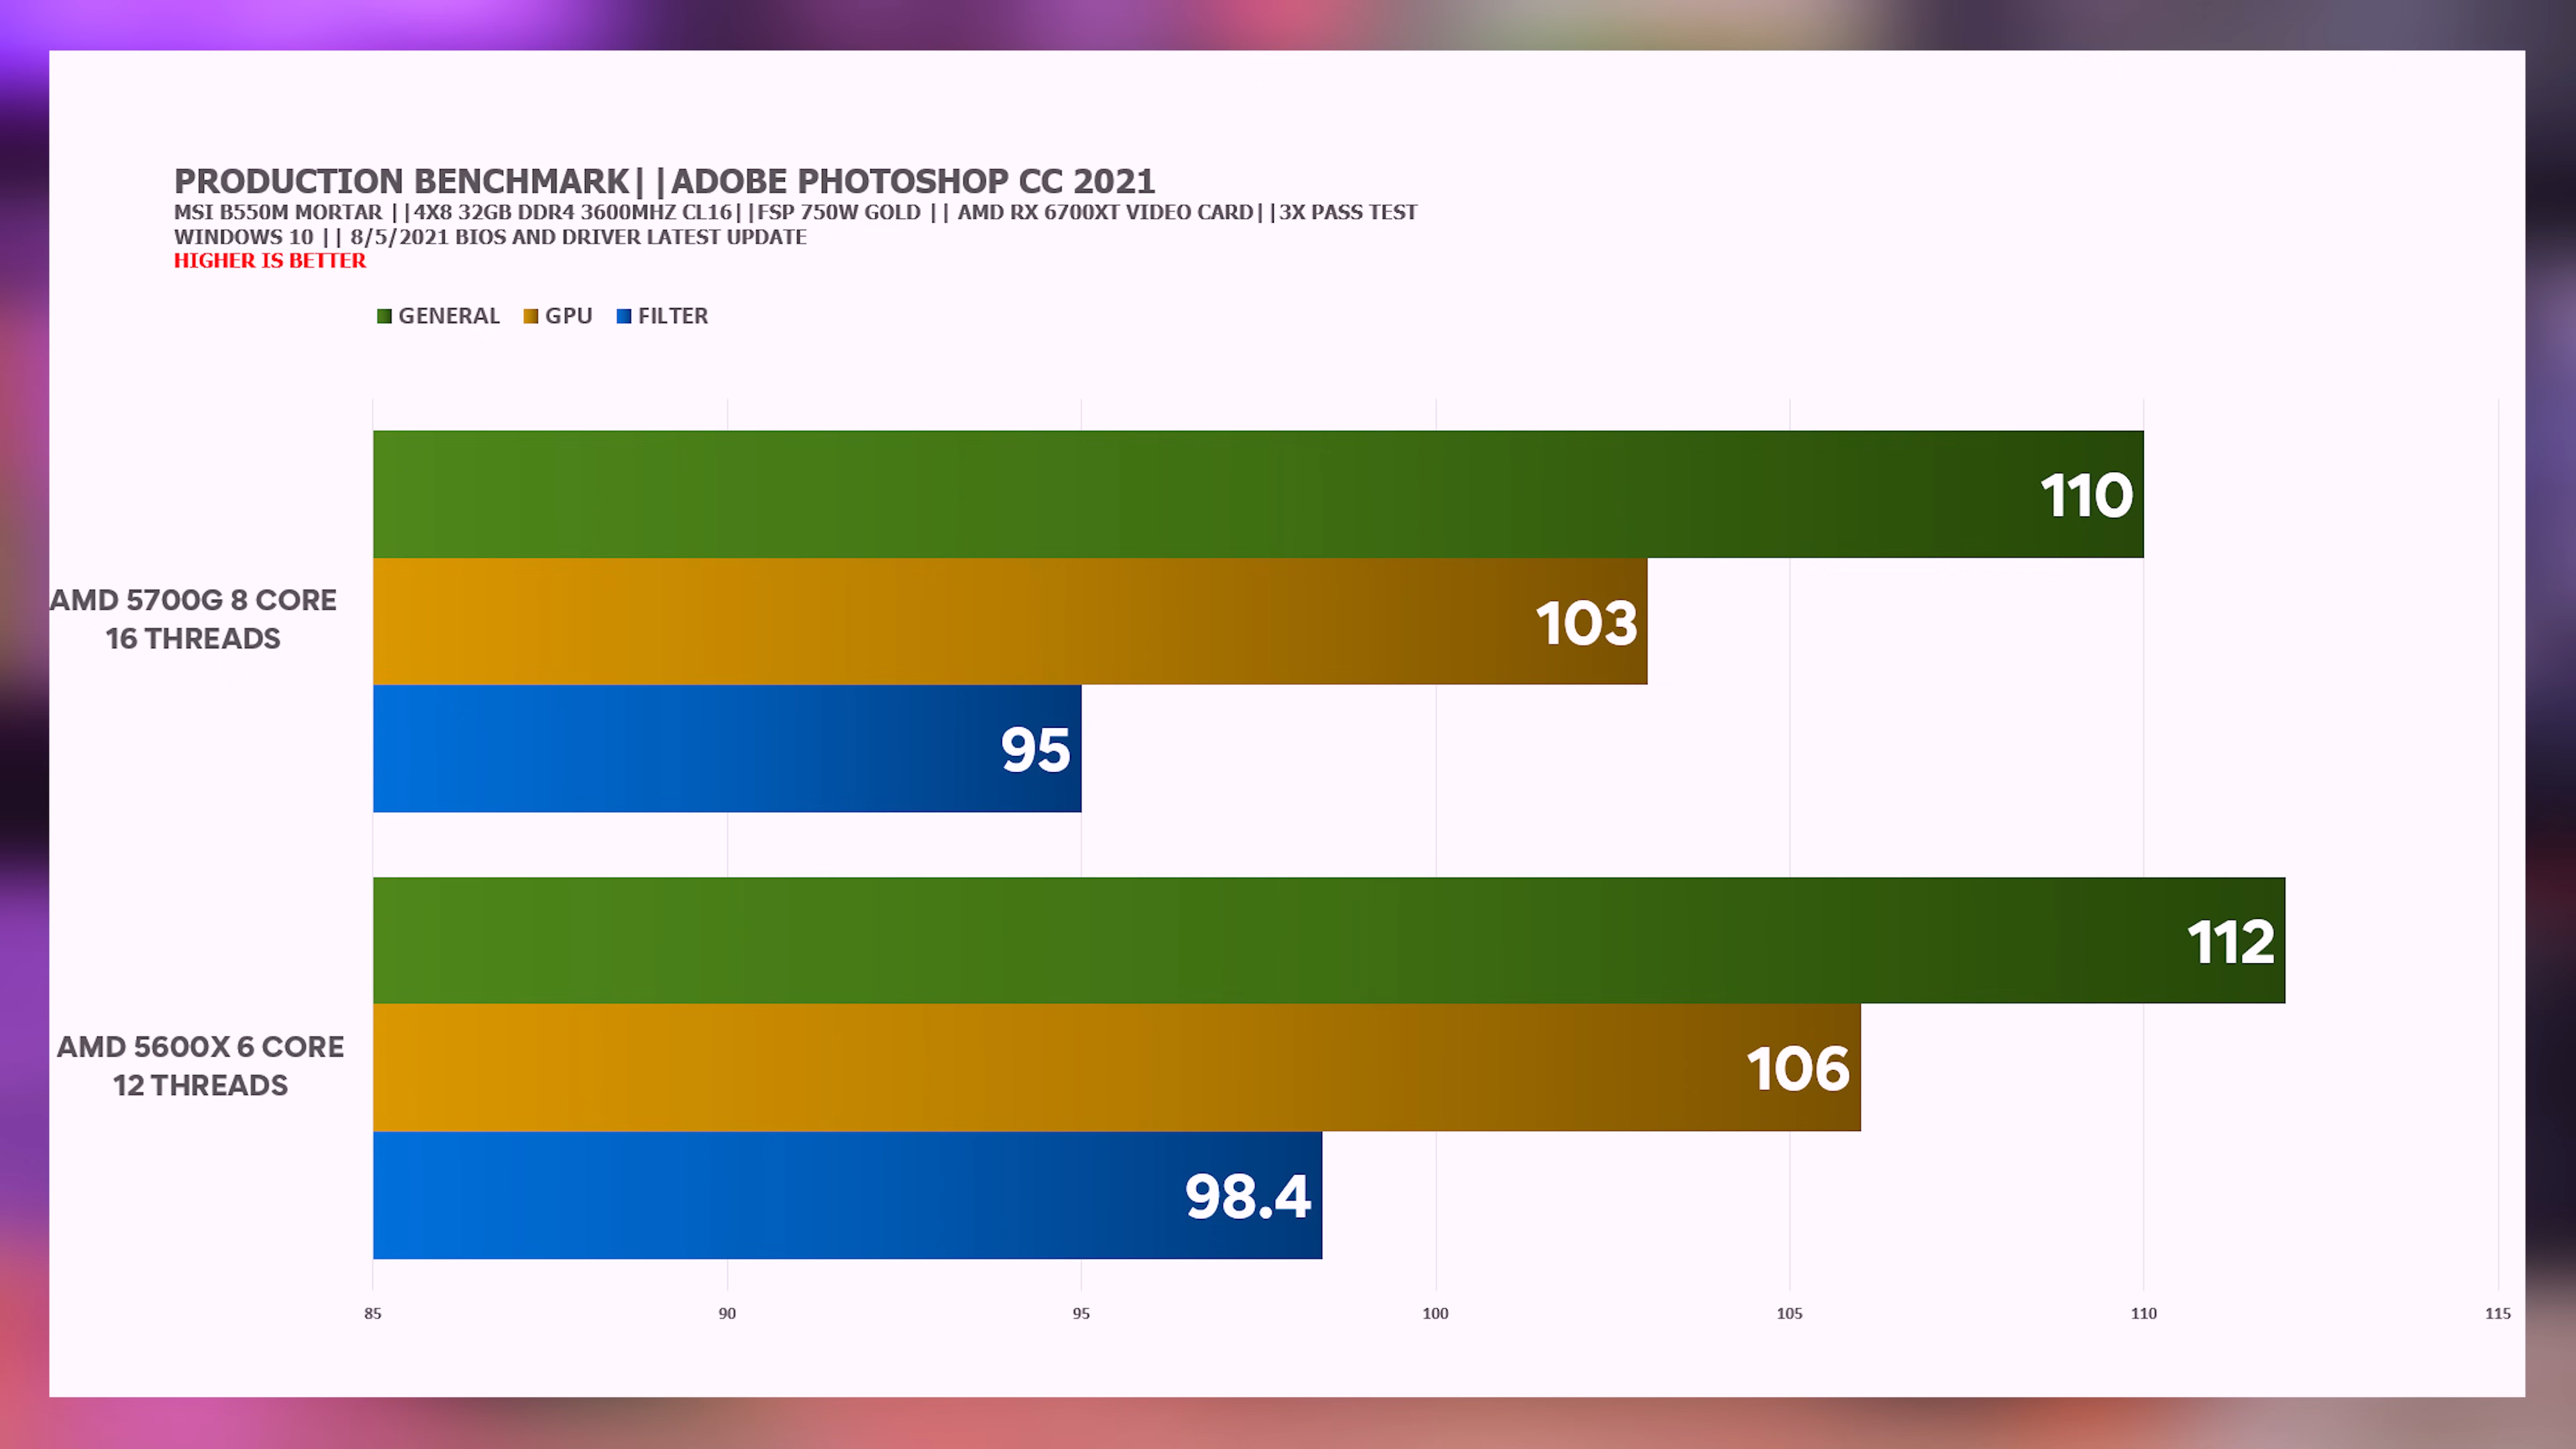 PRODUCTION BENCHMARK||ADOBE PHOTOSHOP CC 2021
MSI B550M MORTAR ||4X8 32GB DDR4 3600MHZ CL16||FSP 750W GOLD || AMD RX 6700XT VIDEO CARD||3X PASS TEST
WINDOWS 10 || 8/5/2021 BIOS AND DRIVER LATEST UPDATE
HIGHER IS BETTER
GENERAL GPU FILTER
110
AMD 5700G 8 CORE
16 THREADS
103
95
112
AMD 5600X 6 CORE
12 THREADS
106
98.4
85 90 95 100 105 110 115